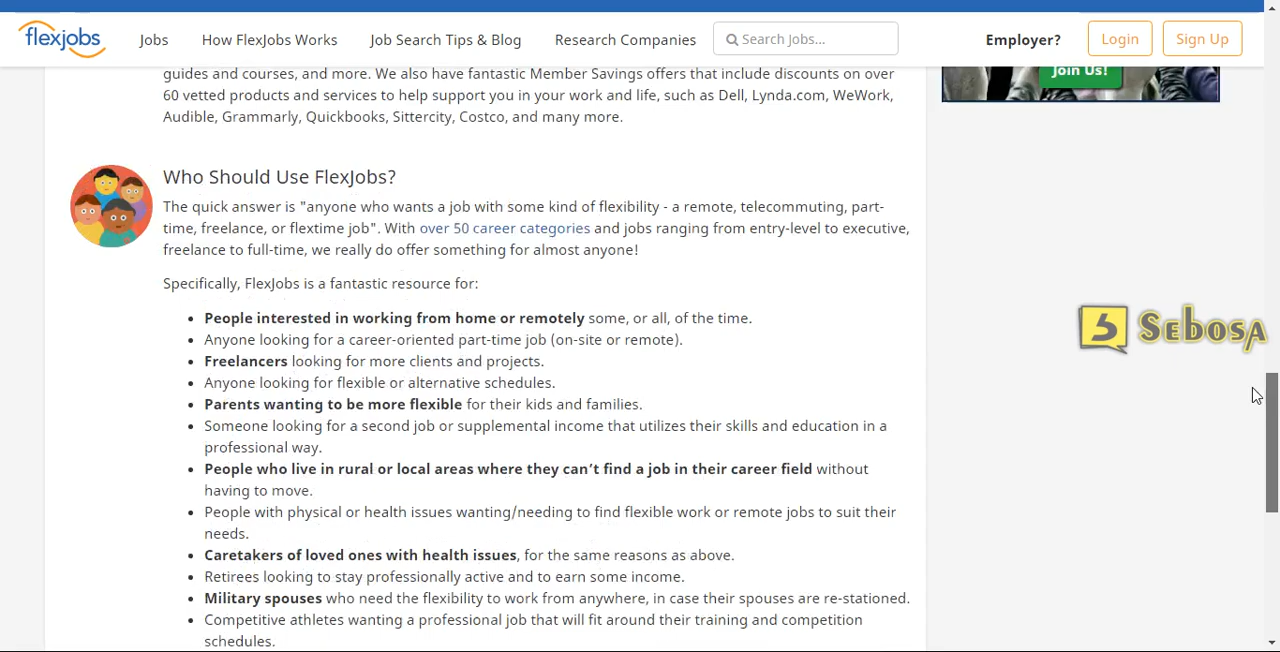 flexjobs
Jobs
How FlexJobs Works
Job Search Tips & Blog
Research Companies
Search Jobs...
Employer?
Login
Sign Up
guides and courses, and more. We also have fantastic Member Savings offers that include discounts on over
60 vetted products and services to help support you in your work and life, such as Dell, Lynda.com, WeWork,
Audible, Grammarly, Quickbooks, Sittercity, Costco, and many more.
Join Us!
Who Should Use FlexJobs?
The quick answer is "anyone who wants a job with some kind of flexibility - a remote, telecommuting, part-
time, freelance, or flextime job". With over 50 career categories and jobs ranging from entry-level to executive,
freelance to full-time, we really do offer something for almost anyone!
Specifically, FlexJobs is a fantastic resource for:
• People interested in working from home or remotely some, or all, of the time.
• Anyone looking for a career-oriented part-time job (on-site or remote).
• Freelancers looking for more clients and projects.
• Anyone looking for flexible or alternative schedules.
• Parents wanting to be more flexible for their kids and families.
• Someone looking for a second job or supplemental income that utilizes their skills and education in a
professional way.
• People who live in rural or local areas where they can't find a job in their career field without
having to move.
• People with physical or health issues wanting/needing to find flexible work or remote jobs to suit their
needs.
• Caretakers of loved ones with health issues, for the same reasons as above.
• Retirees looking to stay professionally active and to earn some income.
• Military spouses who need the flexibility to work from anywhere, in case their spouses are re-stationed.
• Competitive athletes wanting a professional job that will fit around their training and competition
schedules.
5 Sebosa